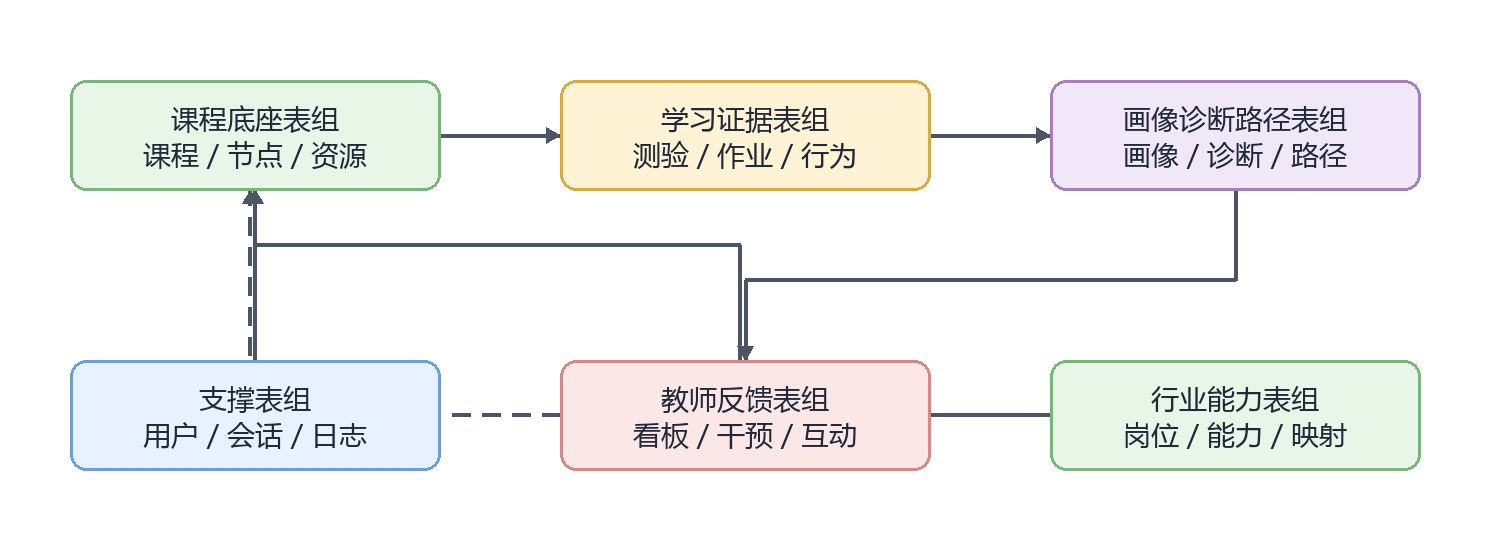 课程底座表组
课程 / 节点 / 资源
学习证据表组
测验 / 作业 / 行为
画像诊断路径表组
画像 / 诊断 / 路径
支撑表组
用户 / 会话 / 日志
教师反馈表组
看板 / 干预 / 互动
行业能力表组
岗位 / 能力 / 映射